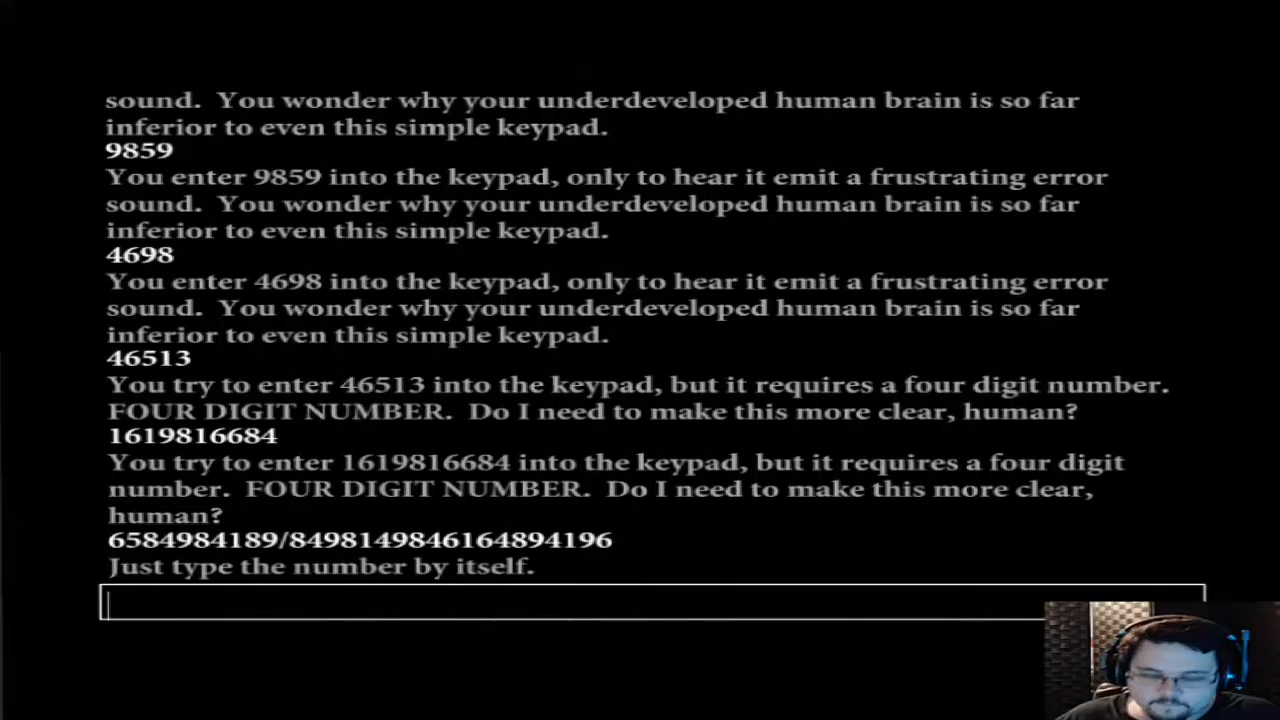 sound.  You wonder why your underdeveloped human brain is so far
inferior to even this simple keypad.
9859
You enter 9859 into the keypad, only to hear it emit a frustrating error
sound.  You wonder why your underdeveloped human brain is so far
inferior to even this simple keypad.
4698
You enter 4698 into the keypad, only to hear it emit a frustrating error
sound.  You wonder why your underdeveloped human brain is so far
inferior to even this simple keypad.
46513
You try to enter 46513 into the keypad, but it requires a four digit number.
FOUR DIGIT NUMBER.  Do I need to make this more clear, human?
1619816684
You try to enter 1619816684 into the keypad, but it requires a four digit
number.  FOUR DIGIT NUMBER.  Do I need to make this more clear,
human?
6584984189/8498149846164894196
Just type the number by itself.